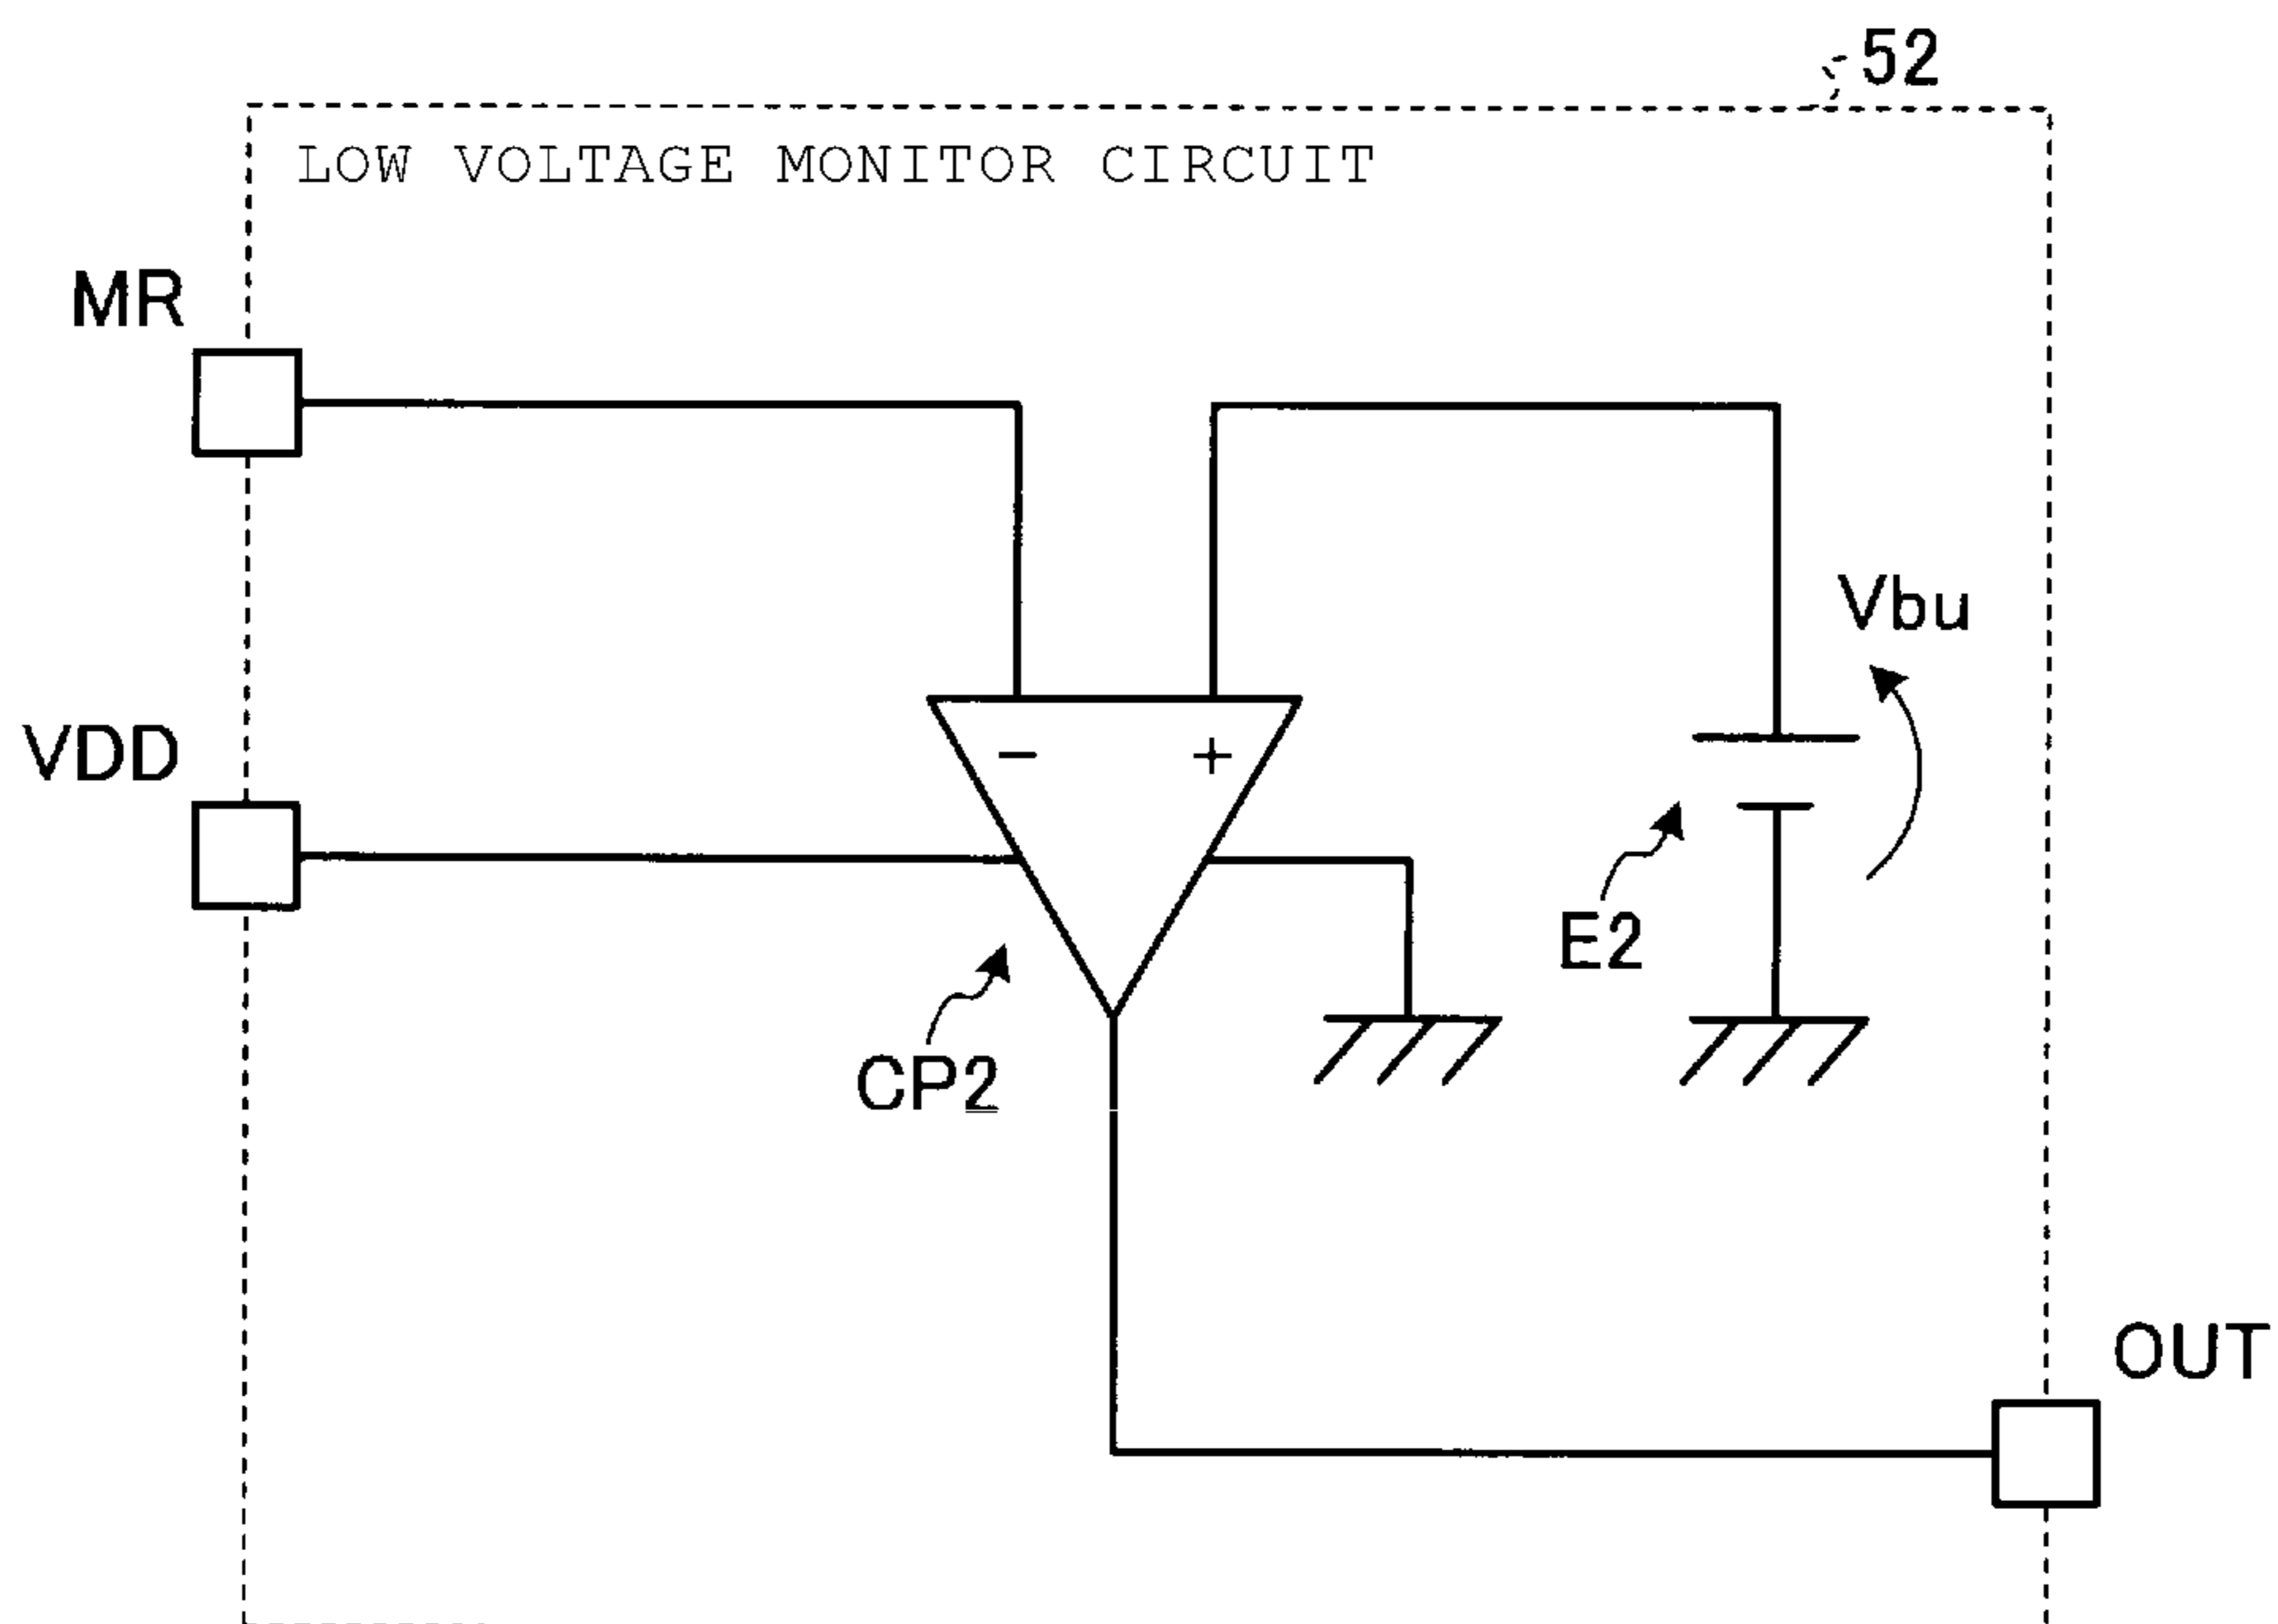 52
LOW VOLTAGE MONITOR CIRCUIT
MR
Vbu
VDD
− +
E2
CP2
OUT